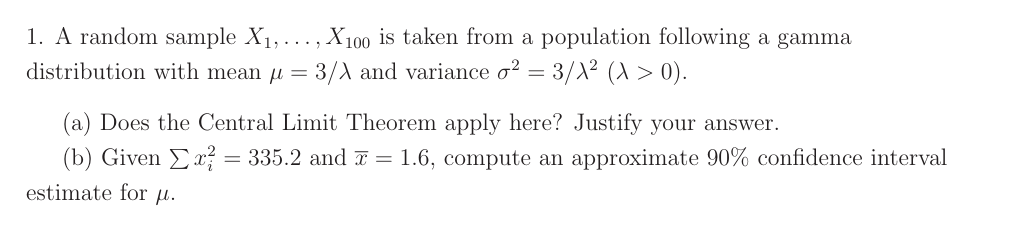 1. A random sample X₁, . . . , X₁₀₀ is taken from a population following a gamma
distribution with mean μ = 3/λ and variance σ² = 3/λ² (λ > 0).
(a) Does the Central Limit Theorem apply here? Justify your answer.
(b) Given ∑ xᵢ² = 335.2 and x̅ = 1.6, compute an approximate 90% confidence interval
estimate for μ.